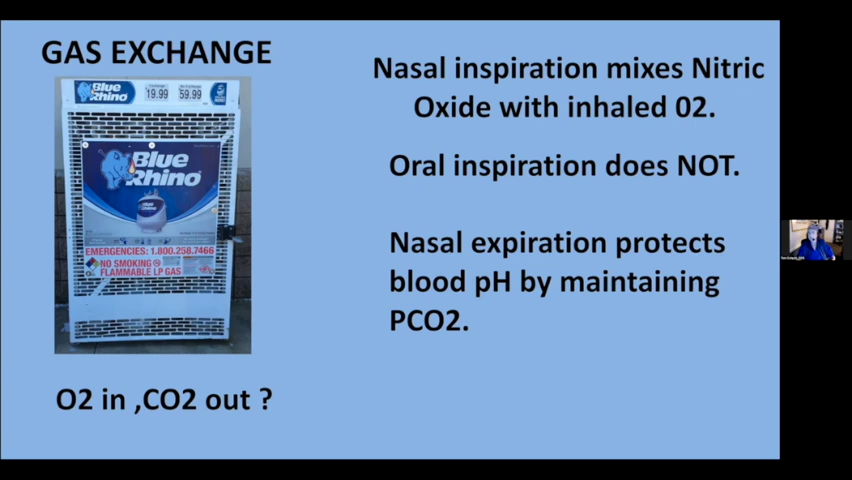 GAS EXCHANGE
Blue
Rhino
19.99
59.99
Blue
Rhino
EMERGENCIES: 1.800.258.7466
NO SMOKING
FLAMMABLE LP GAS
O2 in ,CO2 out ?
Nasal inspiration mixes Nitric
Oxide with inhaled 02.
Oral inspiration does NOT.
Nasal expiration protects
blood pH by maintaining
PCO2.